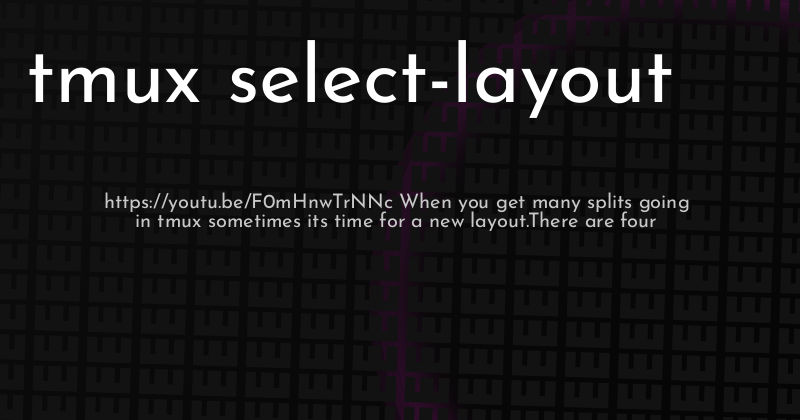 tmux select-layout
https://youtu.be/F0mHnwTrNNc When you get many splits going
in tmux sometimes its time for a new layout.There are four